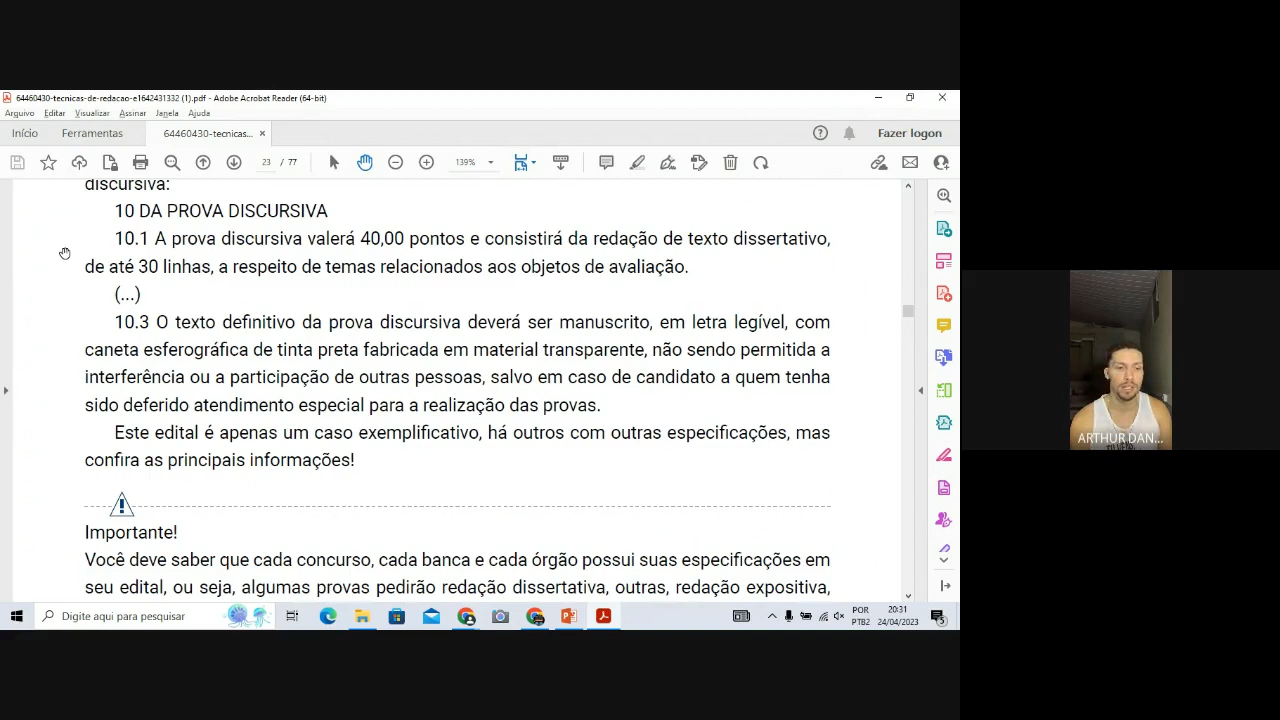 64460430-tecnicas-de-redacao-e1642431332 (1).pdf - Adobe Acrobat Reader (64-bit)
Arquivo Editar Visualizar Assinar Janela Ajuda
Início Ferramentas 64460430-tecnicas... × Fazer logon
23 / 77 139%
discursiva:
10 DA PROVA DISCURSIVA
10.1 A prova discursiva valerá 40,00 pontos e consistirá da redação de texto dissertativo,
de até 30 linhas, a respeito de temas relacionados aos objetos de avaliação.
(...)
10.3 O texto definitivo da prova discursiva deverá ser manuscrito, em letra legível, com
caneta esferográfica de tinta preta fabricada em material transparente, não sendo permitida a
interferência ou a participação de outras pessoas, salvo em caso de candidato a quem tenha
sido deferido atendimento especial para a realização das provas.
Este edital é apenas um caso exemplificativo, há outros com outras especificações, mas
confira as principais informações!
Importante!
Você deve saber que cada concurso, cada banca e cada órgão possui suas especificações em
seu edital, ou seja, algumas provas pedirão redação dissertativa, outras, redação expositiva,
ARTHUR DAN...
Digite aqui para pesquisar
POR
PTB2
20:31
24/04/2023
5